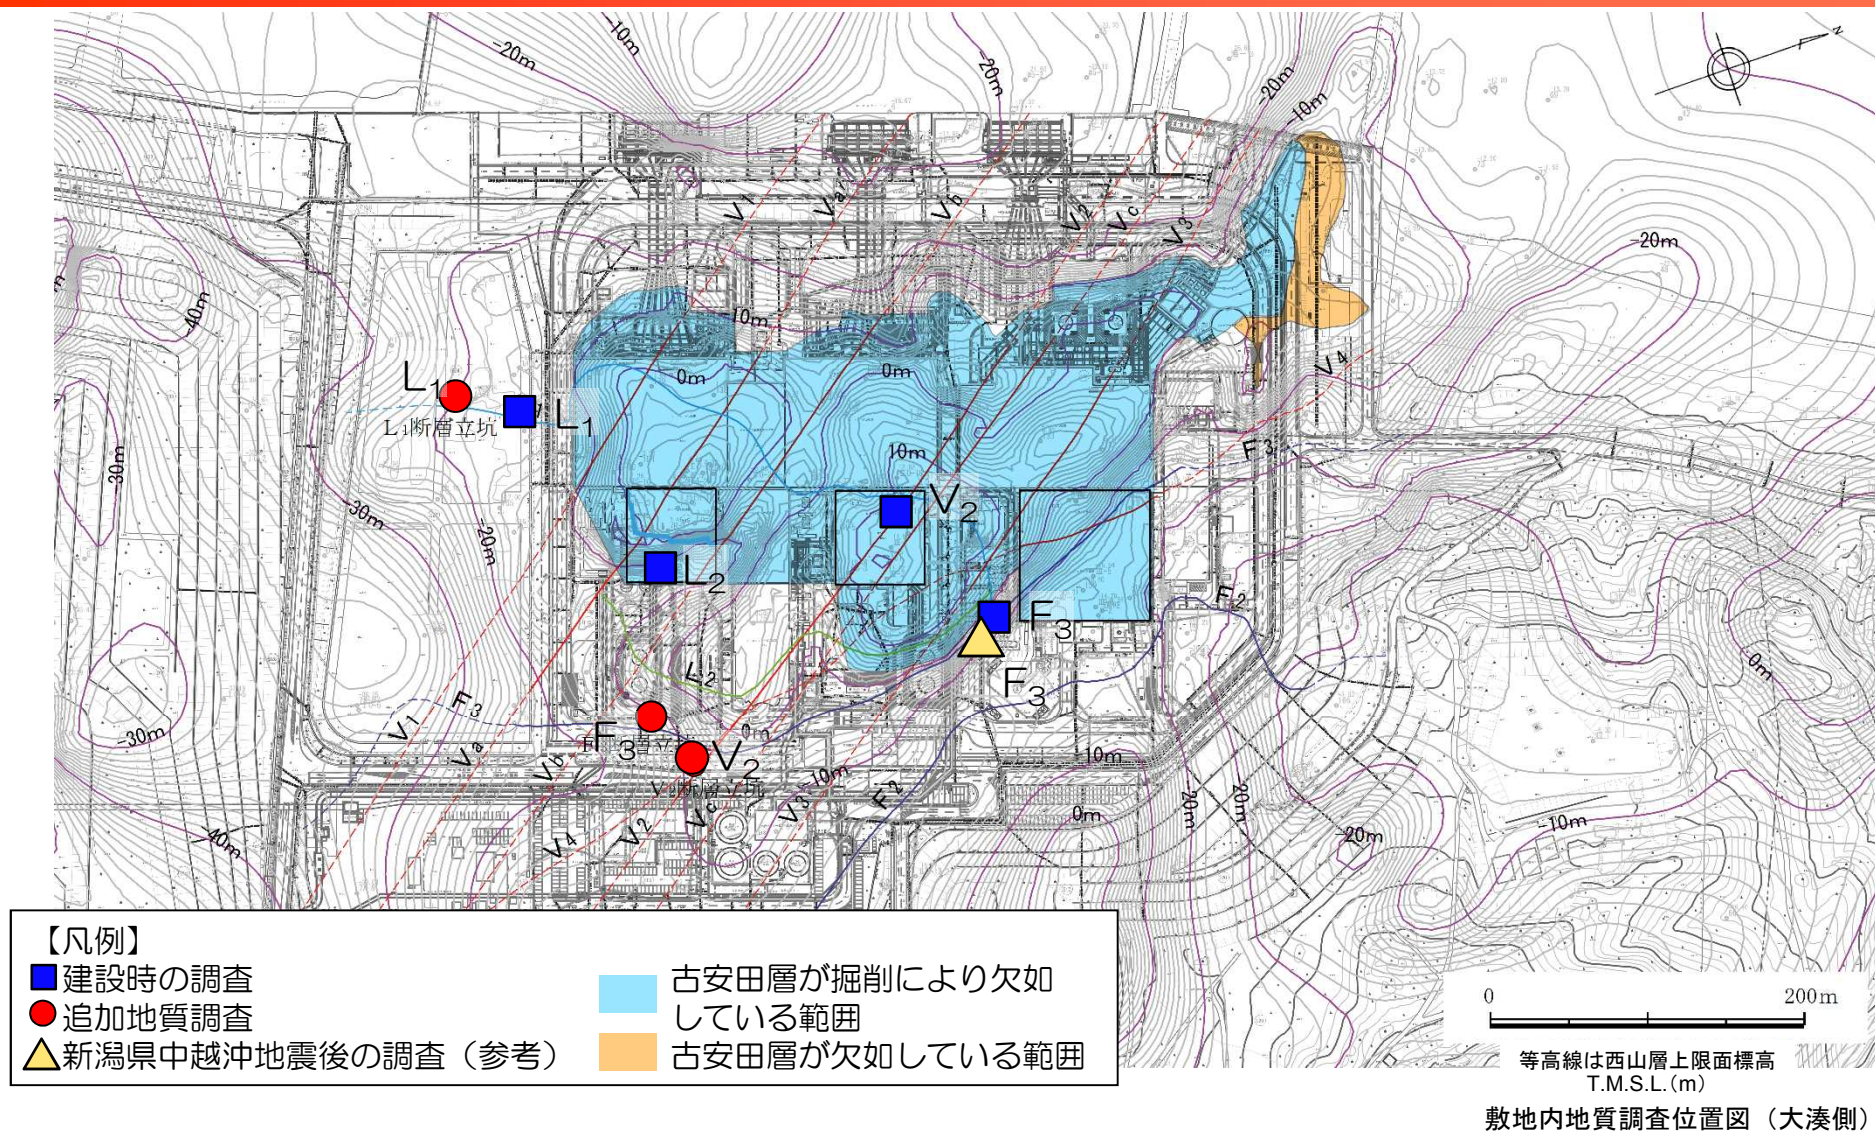 -10m
-20m
-20m
-20m
-10m
N
V1
Va
Vb
V2
Vc
V3
-20m
-40m
-10m
0m
0m
V4
L1
L1
L1断層立坑
-30m
10m
F3
V2
-30m
-20m
L2
F2
F3
0m
L2
F3
F3
V1
0m
-30m
Va
F3
V2
10m
Vb
-10m
V2断層立坑
F2
-20m
-20m
Vc
V3
0m
-10m
-40m
V4
V2
-20m
【凡例】
建設時の調査
追加地質調査
新潟県中越沖地震後の調査（参考）
古安田層が掘削により欠如
している範囲
古安田層が欠如している範囲
0 200m
等高線は西山層上限面標高
T.M.S.L.(m)
敷地内地質調査位置図（大湊側）